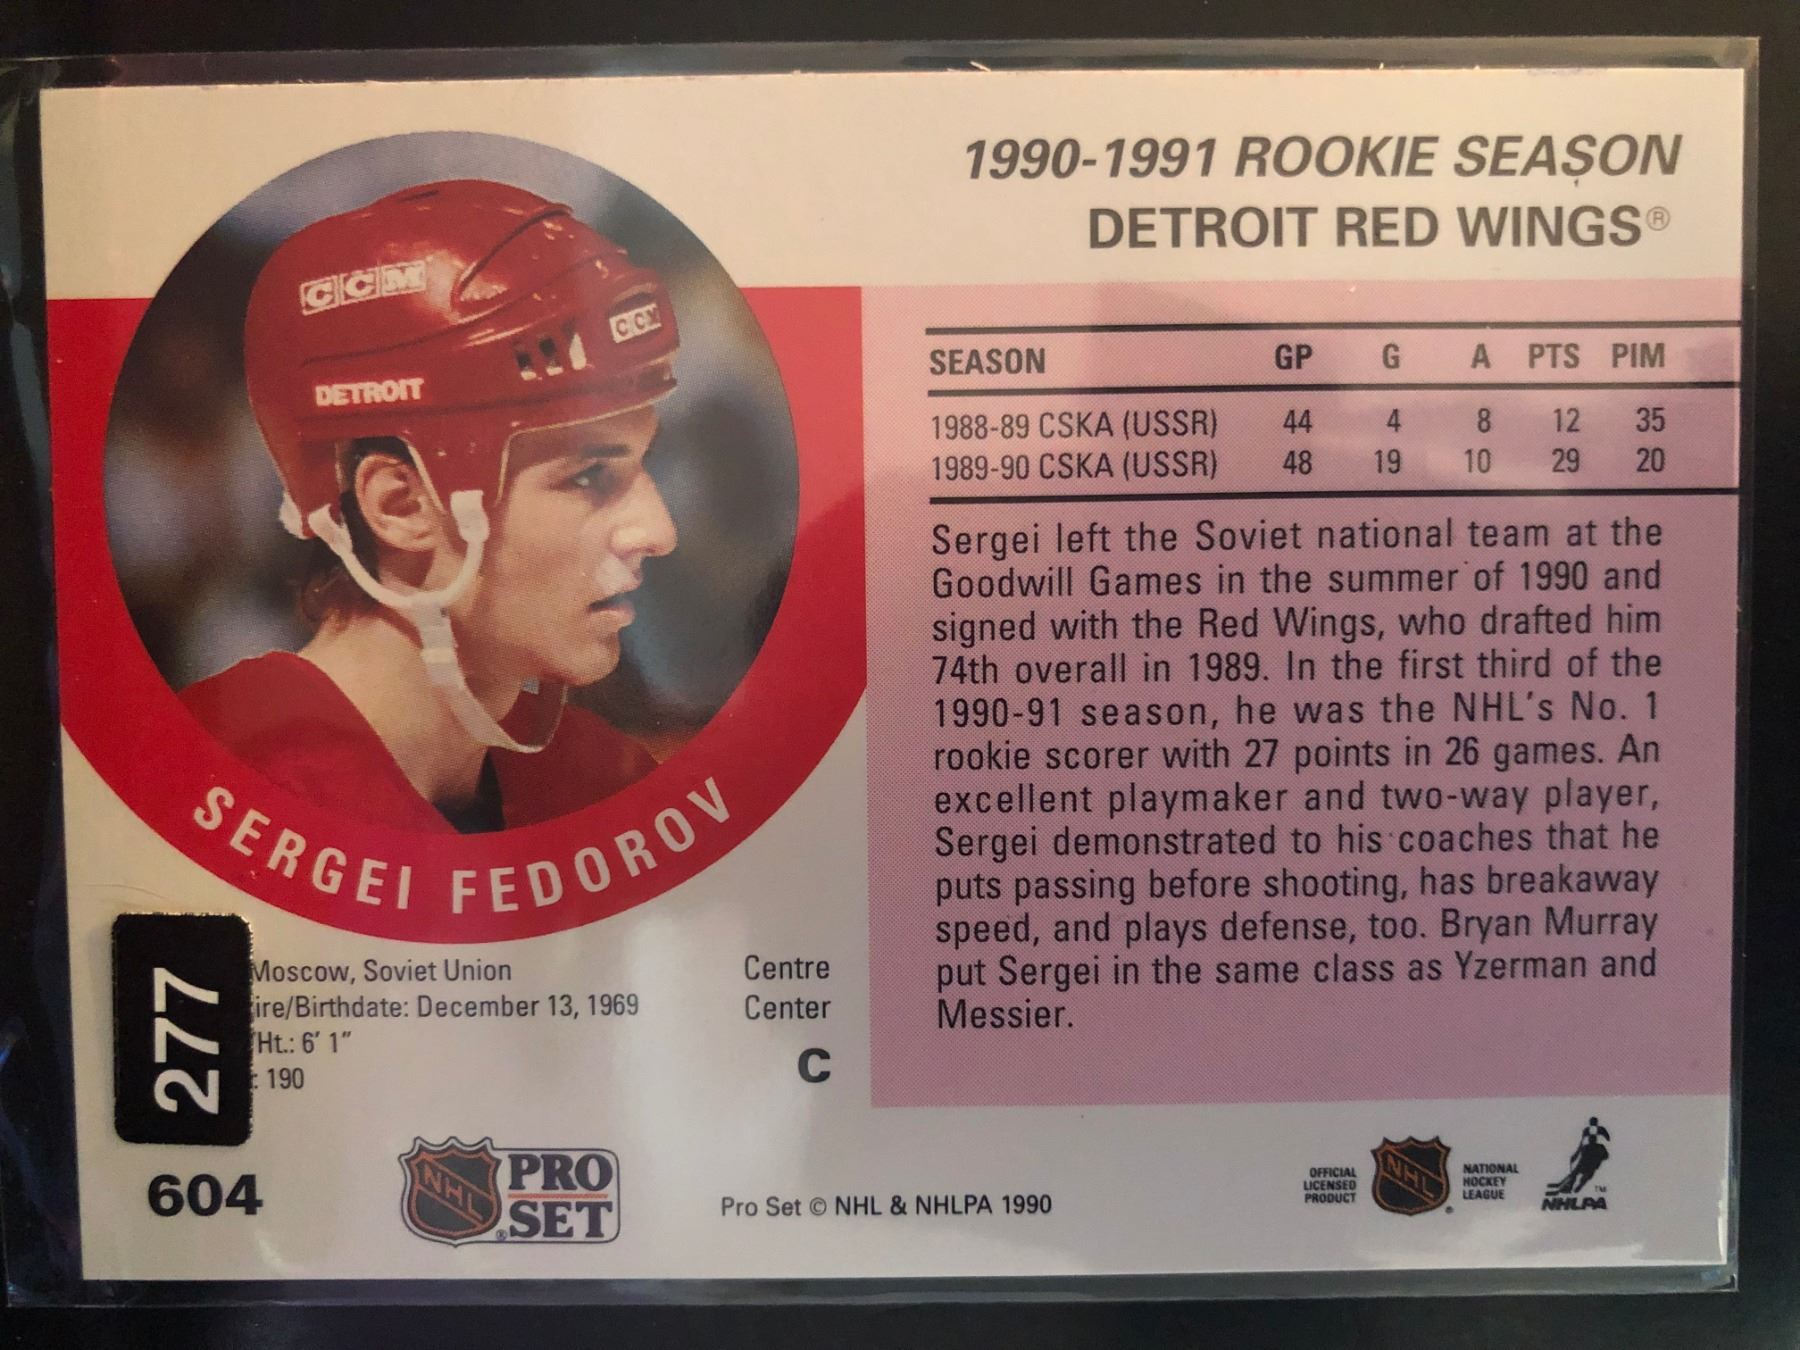 1990-1991 ROOKIE SEASON
DETROIT RED WINGS®
CCM
CCM
DETROIT
SERGEI FEDOROV
SEASON GP G A PTS PIM
1988-89 CSKA (USSR) 44 4 8 12 35
1989-90 CSKA (USSR) 48 19 10 29 20
Sergei left the Soviet national team at the
Goodwill Games in the summer of 1990 and
signed with the Red Wings, who drafted him
74th overall in 1989. In the first third of the
1990-91 season, he was the NHL's No. 1
rookie scorer with 27 points in 26 games. An
excellent playmaker and two-way player,
Sergei demonstrated to his coaches that he
puts passing before shooting, has breakaway
speed, and plays defense, too. Bryan Murray
put Sergei in the same class as Yzerman and
Messier.
277
Moscow, Soviet Union
ire/Birthdate: December 13, 1969
/Ht.: 6' 1"
: 190
Centre
Center
C
604
NHL
PRO
SET
®
Pro Set © NHL & NHLPA 1990
OFFICIAL
LICENSED
PRODUCT
NHL
®
NATIONAL
HOCKEY
LEAGUE
TM
NHLPA